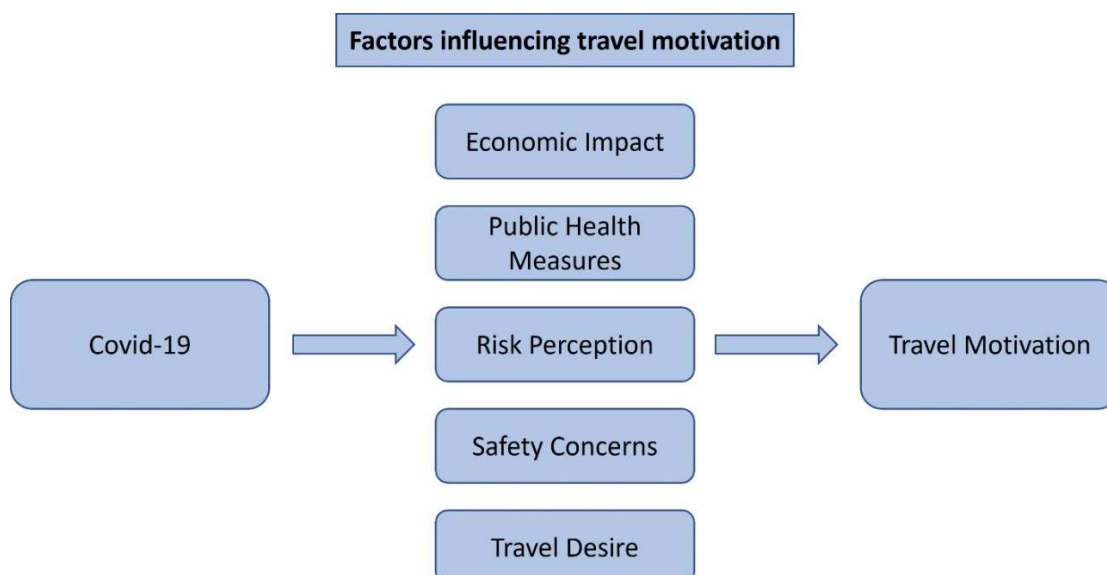 Factors influencing travel motivation
Economic Impact
Public Health
Measures
Covid-19
Risk Perception
Travel Motivation
Safety Concerns
Travel Desire